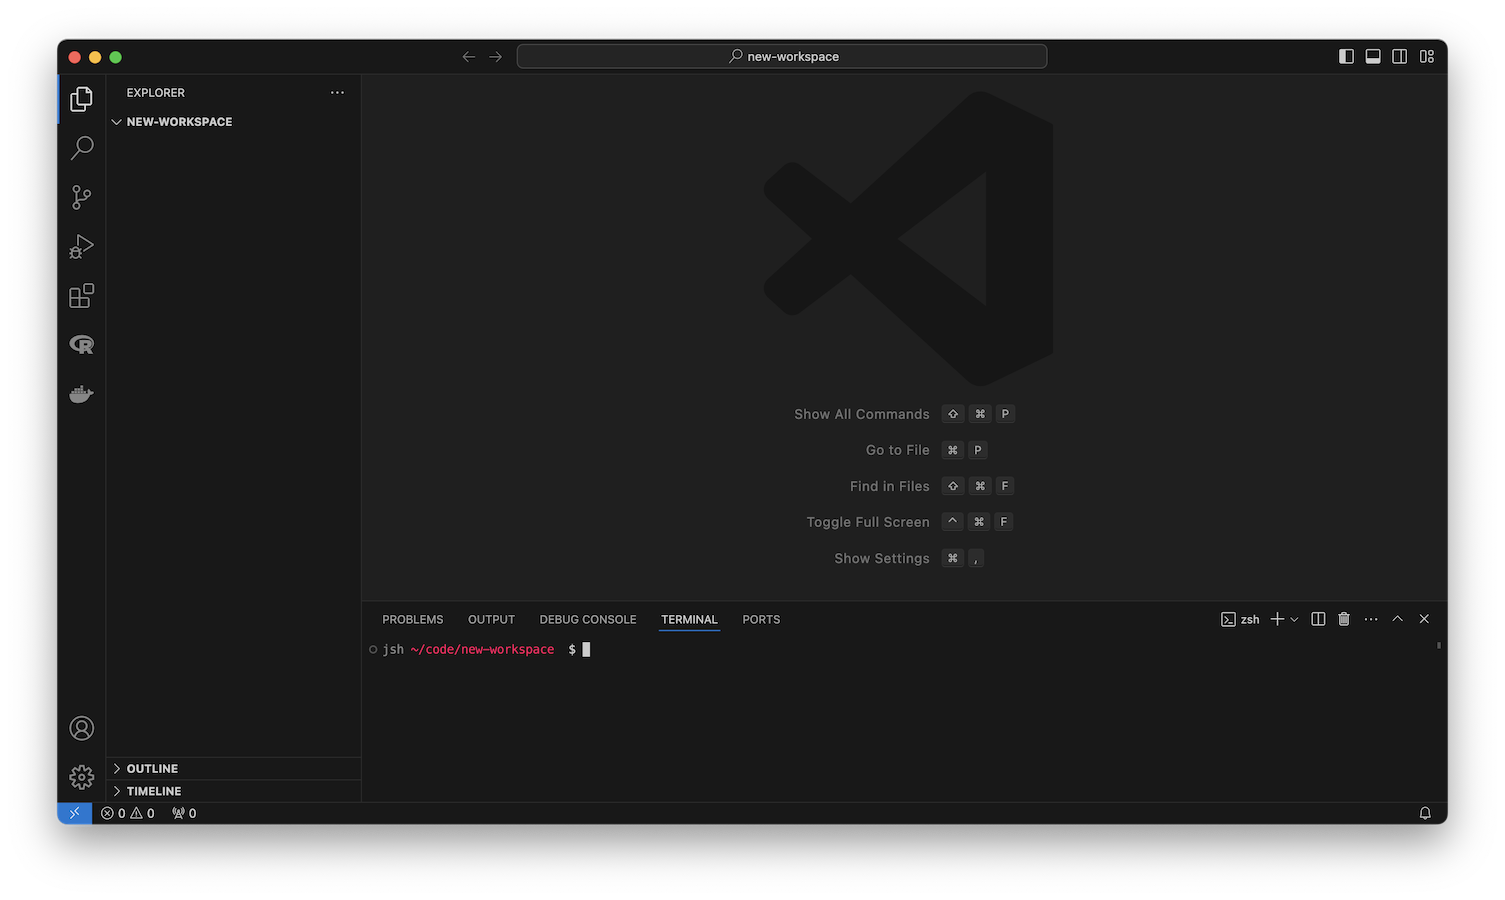 new-workspace
EXPLORER
NEW-WORKSPACE
Show All Commands ⇧ ⌘ P
Go to File ⌘ P
Find in Files ⇧ ⌘ F
Toggle Full Screen ^ ⌘ F
Show Settings ⌘ ,
PROBLEMS OUTPUT DEBUG CONSOLE TERMINAL PORTS zsh
jsh ~/code/new-workspace $
OUTLINE
TIMELINE
0 0 0